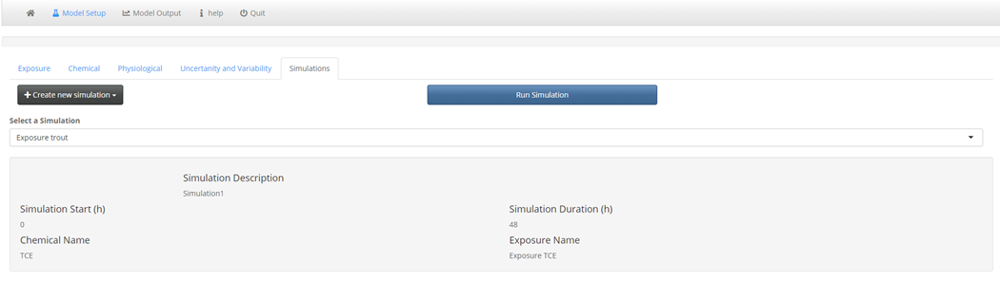 Model Setup Model Output help Quit
Exposure Chemical Physiological Uncertanity and Variability Simulations
Create new simulation Run Simulation
Select a Simulation
Exposure trout
Simulation Description
Simulation1
Simulation Start (h) Simulation Duration (h)
0 48
Chemical Name Exposure Name
TCE Exposure TCE